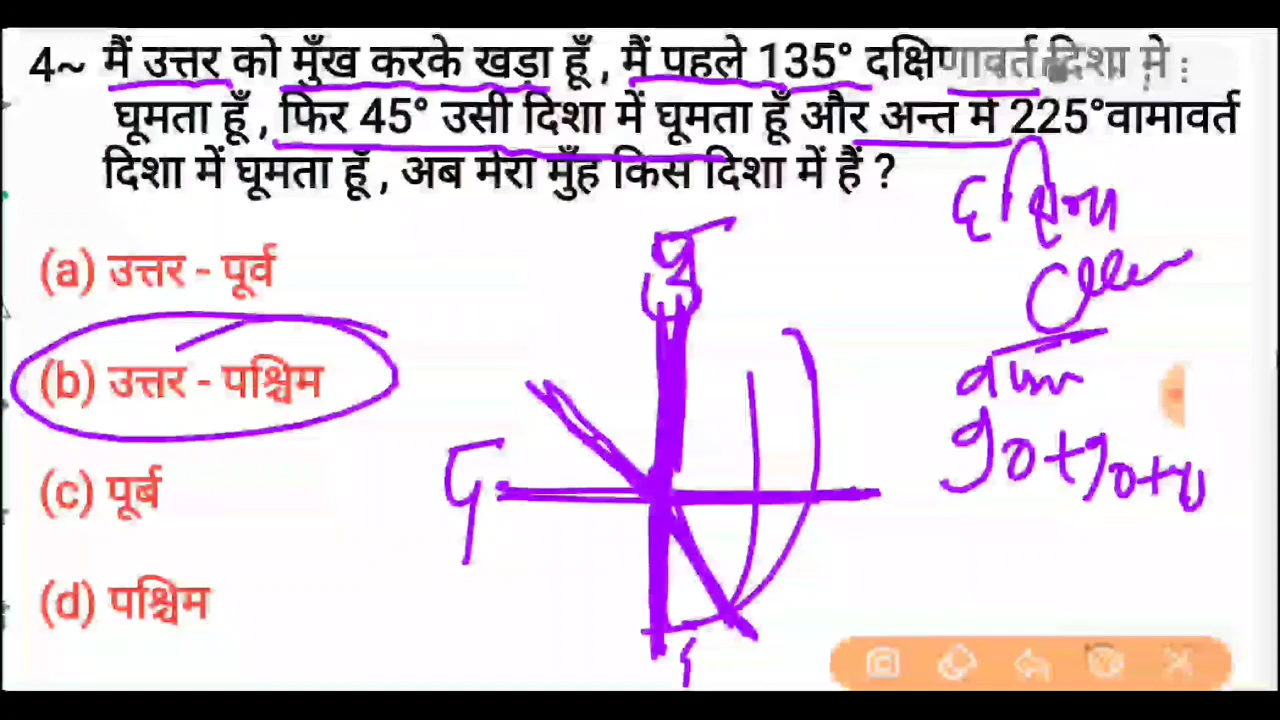 4~ मैं उत्तर को मुँख करके खड़ा हूँ , मैं पहले 135° दक्षिणावर्त दिशा मे
घूमता हूँ , फिर 45° उसी दिशा में घूमता हूँ और अन्त में 225°वामावर्त
दिशा में घूमता हूँ , अब मेरा मुँह किस दिशा में हैं ?
(a) उत्तर - पूर्व
(b) उत्तर - पश्चिम
(c) पूर्ब
(d) पश्चिम
90+90+